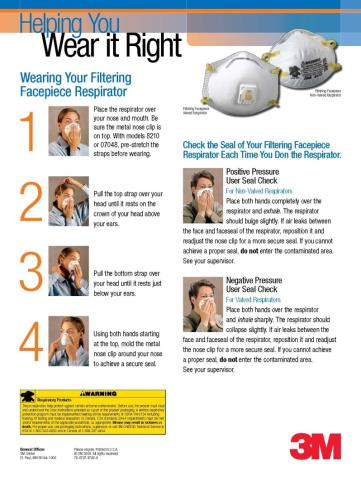 Helping You
Wear it Right
Wearing Your Filtering
Facepiece Respirator
Filtering Facepiece
Non-Valved Respirator
Filtering Facepiece
Valved Respirator
1
Place the respirator over
your nose and mouth. Be
sure the metal nose clip is
on top. With models 8210
or 07048, pre-stretch the
straps before wearing.
2
Pull the top strap over your
head until it rests on the
crown of your head above
your ears.
3
Pull the bottom strap over
your head until it rests just
below your ears.
4
Using both hands starting
at the top, mold the metal
nose clip around your nose
to achieve a secure seal.
Check the Seal of Your Filtering Facepiece
Respirator Each Time You Don the Respirator.
Positive Pressure
User Seal Check
For Non-Valved Respirators
Place both hands completely over the
respirator and exhale. The respirator
should bulge slightly. If air leaks between
the face and faceseal of the respirator, reposition it and
readjust the nose clip for a more secure seal. If you cannot
achieve a proper seal, do not enter the contaminated area.
See your supervisor.
Negative Pressure
User Seal Check
For Valved Respirators
Place both hands over the respirator
and inhale sharply. The respirator should
collapse slightly. If air leaks between the
face and faceseal of the respirator, reposition it and readjust
the nose clip for a more secure seal. If you cannot achieve
a proper seal, do not enter the contaminated area.
See your supervisor.
WARNING
Respiratory Products
General Offices:
3M Center
3M